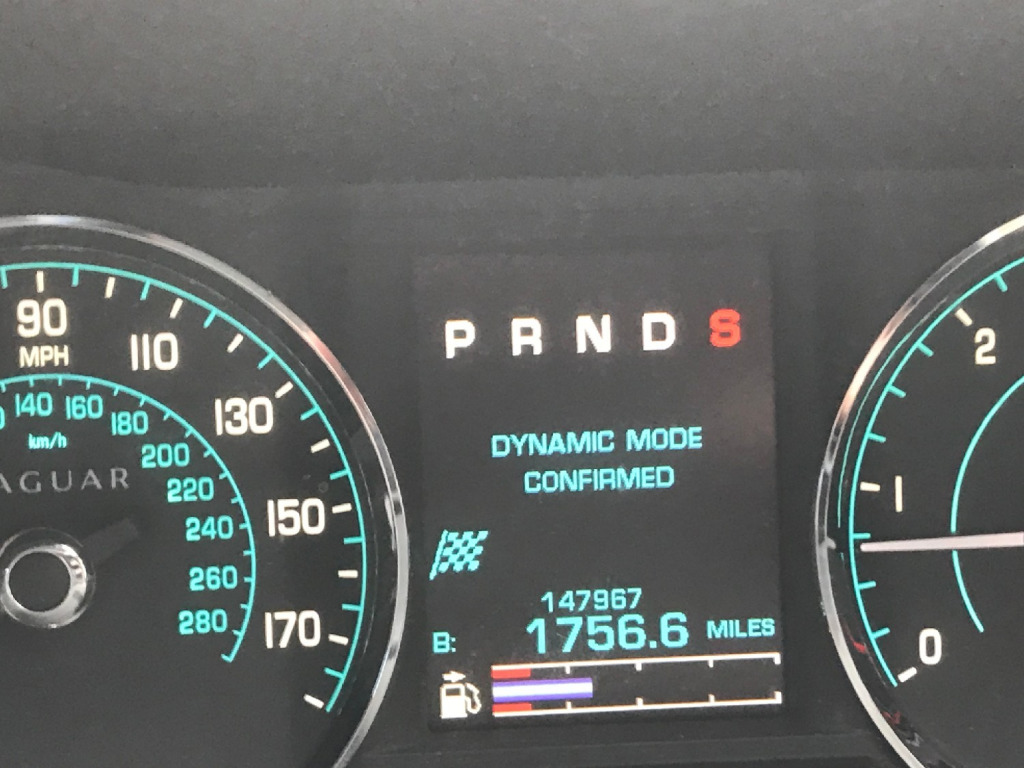 90
MPH
110
130
150
170
140 160 180
200
220
240
260
280
km/h
AGUAR
P R N D S
DYNAMIC MODE
CONFIRMED
147967
B: 1756.6 MILES
2
1
0